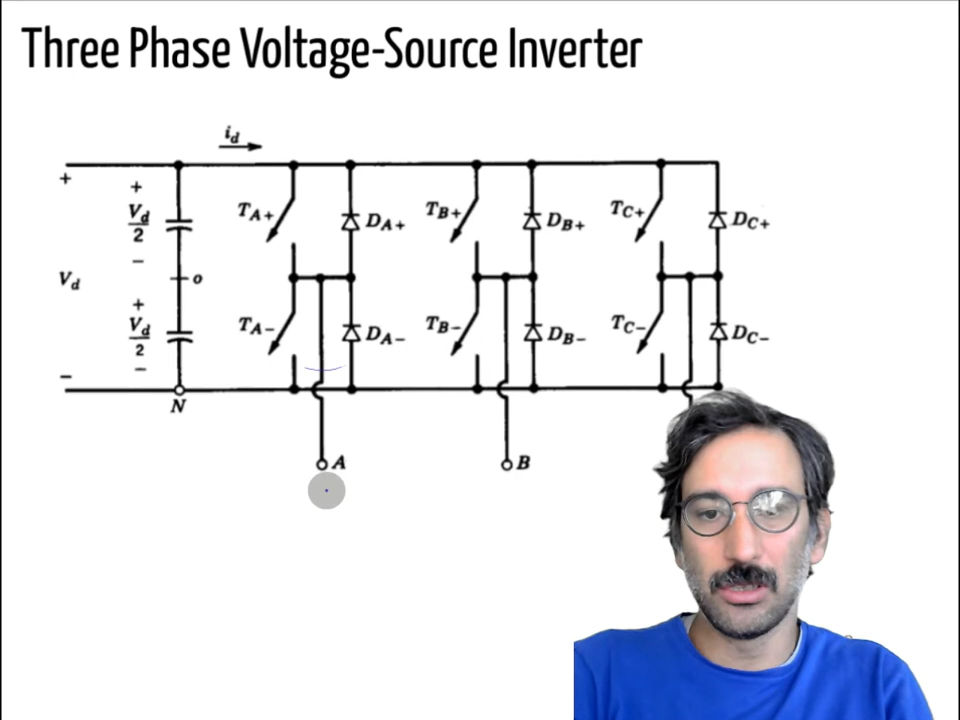 Three Phase Voltage-Source Inverter
i_d
+
+
V_d
2
−
V_d
o
+
V_d
2
−
−
N
T_A+
D_A+
T_B+
D_B+
T_C+
D_C+
T_A−
D_A−
T_B−
D_B−
T_C−
D_C−
A
B